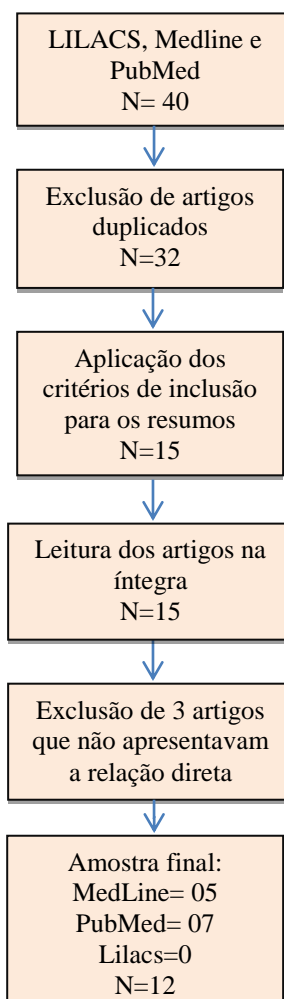 LILACS, Medline e
PubMed
N= 40
Exclusão de artigos
duplicados
N=32
Aplicação dos
critérios de inclusão
para os resumos
N=15
Leitura dos artigos na
íntegra
N=15
Exclusão de 3 artigos
que não apresentavam
a relação direta
Amostra final:
MedLine= 05
PubMed= 07
Lilacs=0
N=12